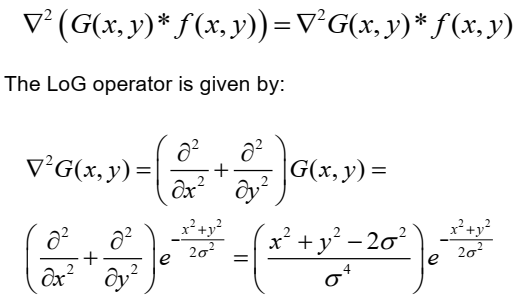 ∇²(G(x, y) * f(x, y)) = ∇²G(x, y) * f(x, y)
The LoG operator is given by:
∇²G(x, y) = (∂²/∂x² + ∂²/∂y²) G(x, y) =
(∂²/∂x² + ∂²/∂y²) e^(-(x²+y²)/(2σ²)) = ((x² + y² − 2σ²)/σ⁴) e^(-(x²+y²)/(2σ²))